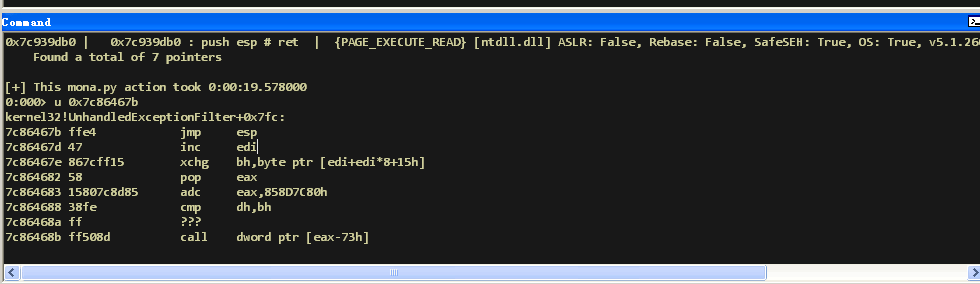 Command
0x7c939db0 |   0x7c939db0 : push esp # ret  |  {PAGE_EXECUTE_READ} [ntdll.dll] ASLR: False, Rebase: False, SafeSEH: True, OS: True, v5.1.26
    Found a total of 7 pointers
[+] This mona.py action took 0:00:19.578000
0:000> u 0x7c86467b
kernel32!UnhandledExceptionFilter+0x7fc:
7c86467b ffe4            jmp     esp
7c86467d 47              inc     edi
7c86467e 867cff15        xchg    bh,byte ptr [edi+edi*8+15h]
7c864682 58              pop     eax
7c864683 15807c8d85      adc     eax,858D7C80h
7c864688 38fe            cmp     dh,bh
7c86468a ff              ???
7c86468b ff508d          call    dword ptr [eax-73h]